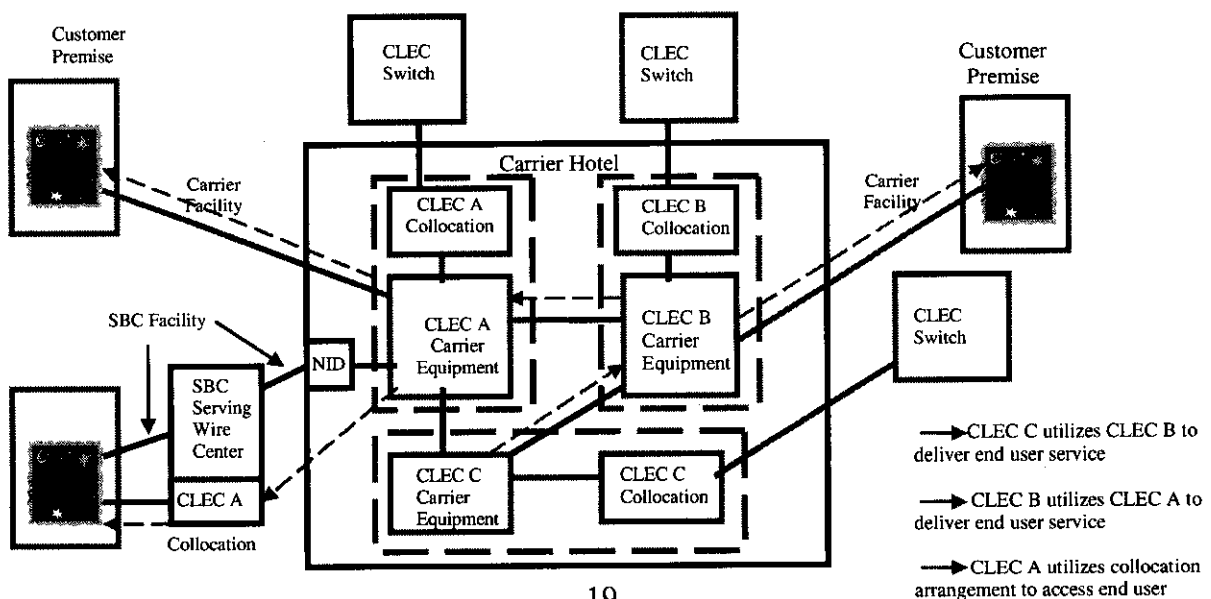 Customer
Premise
CLEC
Switch
CLEC
Switch
Customer
Premise
Carrier Hotel
Carrier
Facility
CLEC A
Collocation
CLEC B
Collocation
Carrier
Facility
SBC Facility
NID
CLEC A
Carrier
Equipment
CLEC B
Carrier
Equipment
CLEC
Switch
SBC
Serving
Wire
Center
CLEC A
Collocation
CLEC C
Carrier
Equipment
CLEC C
Collocation
CLEC C utilizes CLEC B to
deliver end user service
CLEC B utilizes CLEC A to
deliver end user service
CLEC A utilizes collocation
arrangement to access end user
19